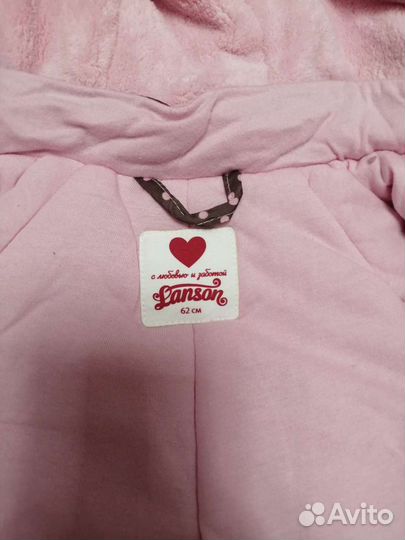 с любовью и заботой
Lanson
62 см
Avito